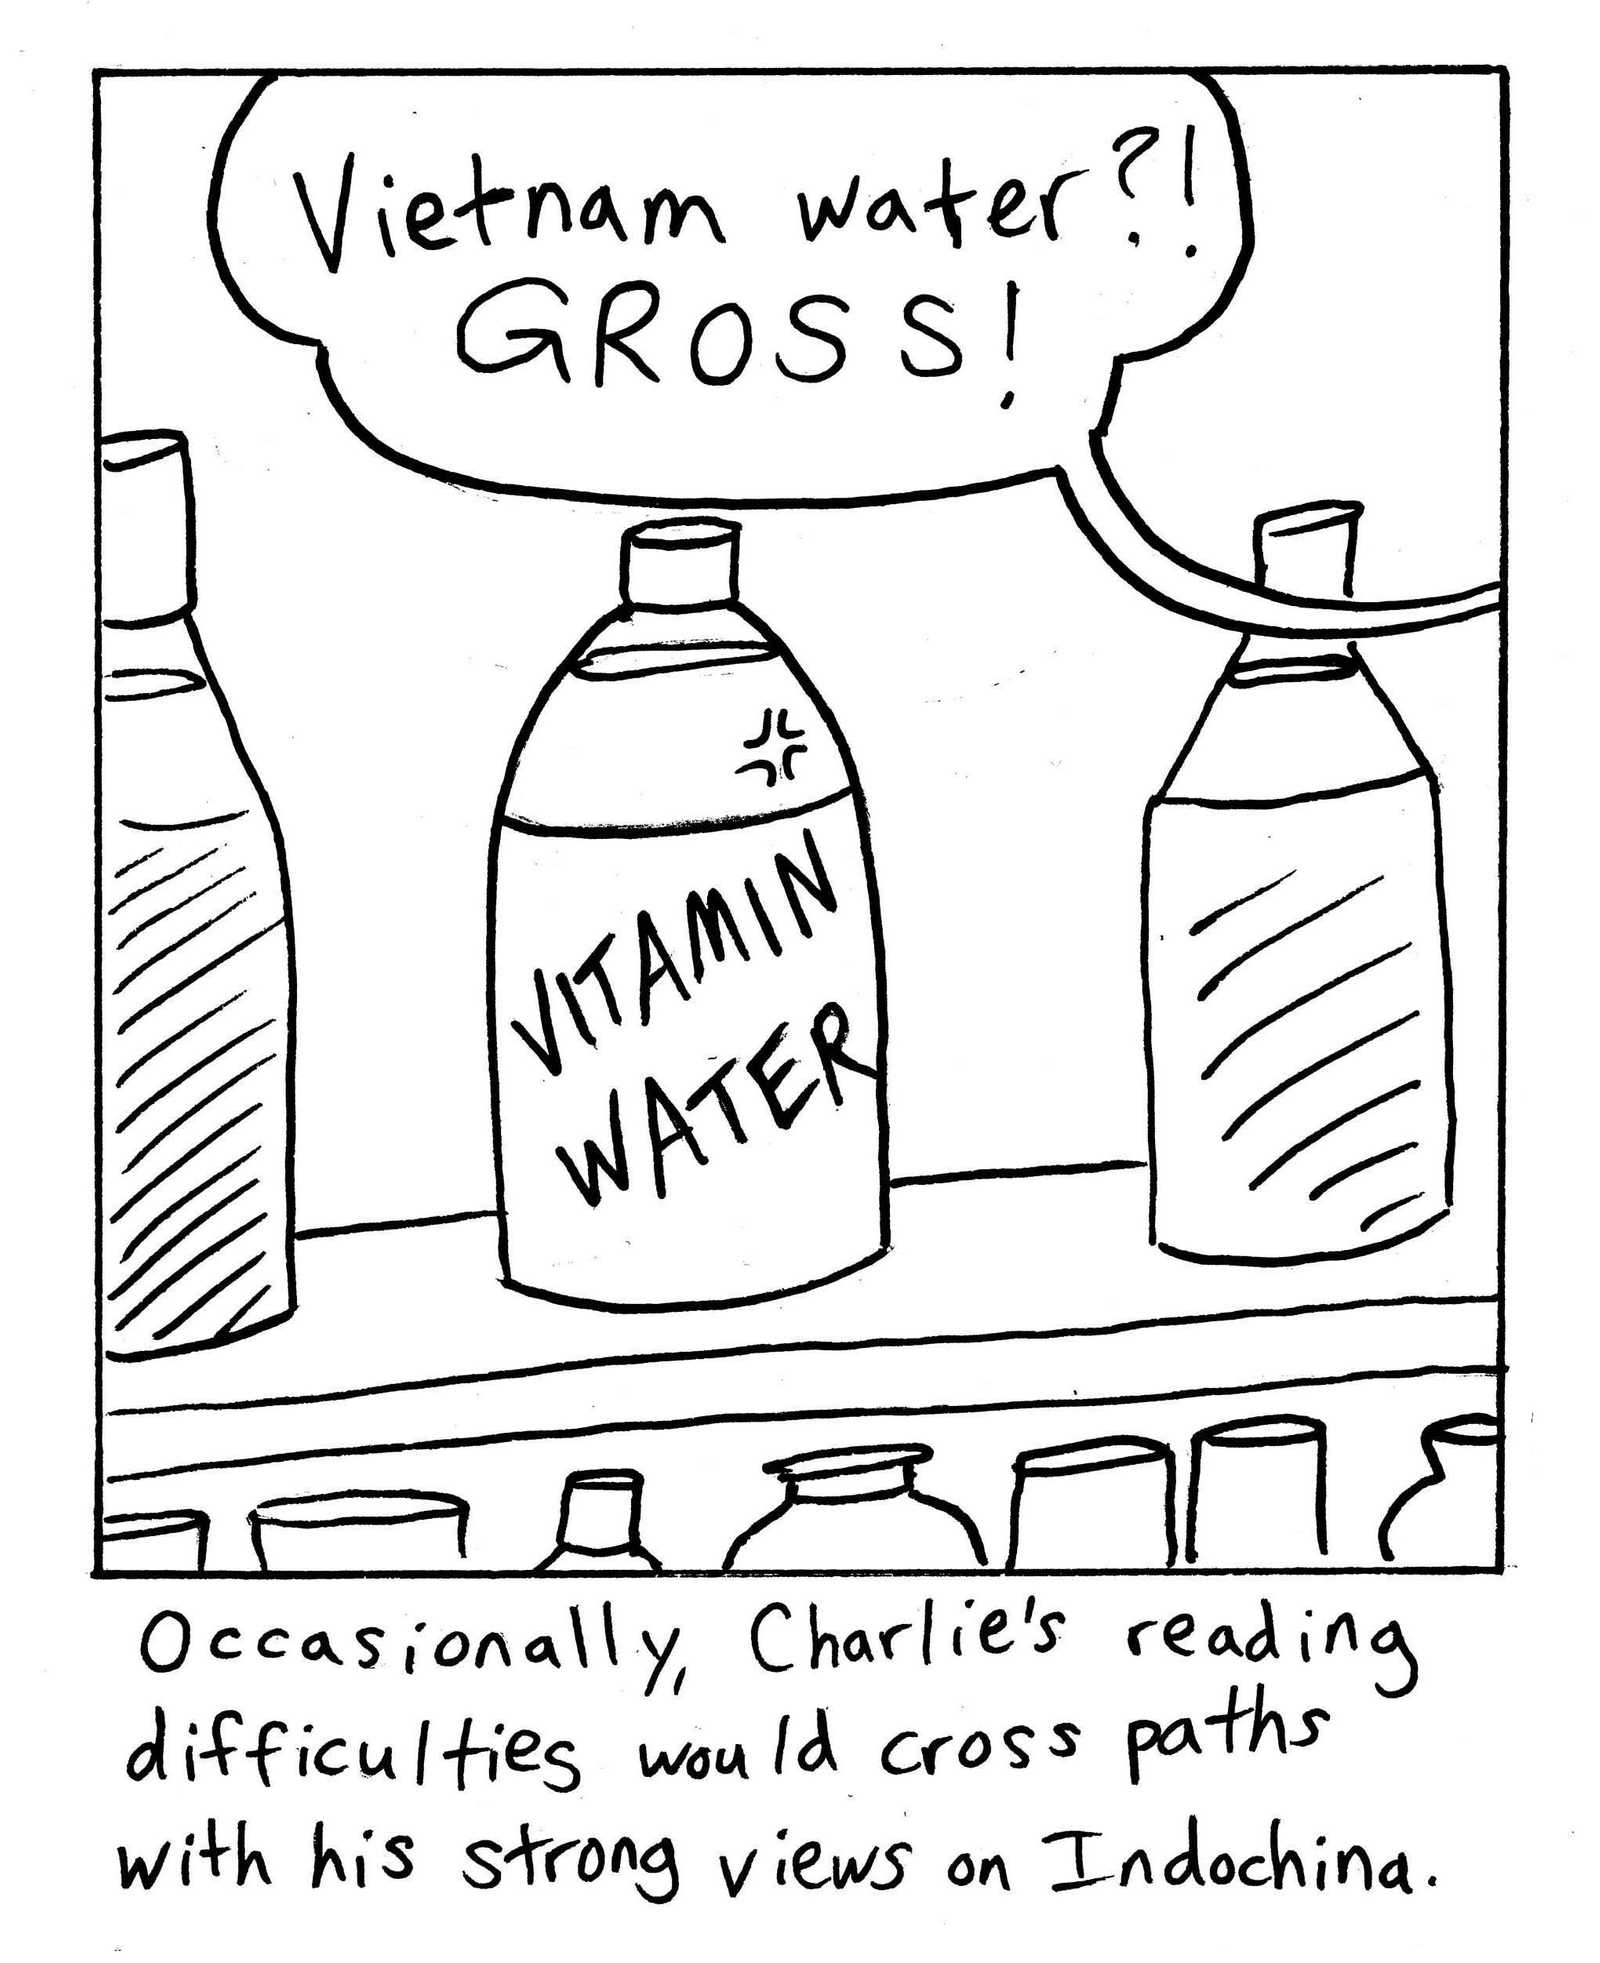 Vietnam water?!
GROSS!
VITAMIN
WATER
Occasionally, Charlie's reading
difficulties would cross paths
with his strong views on Indochina.